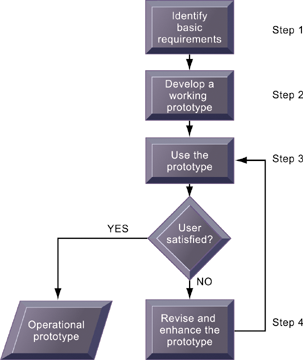 Identify
basic
requirements
Step 1
Develop a
working
prototype
Step 2
Use the
prototype
Step 3
User
satisfied?
YES
NO
Operational
prototype
Revise and
enhance the
prototype
Step 4